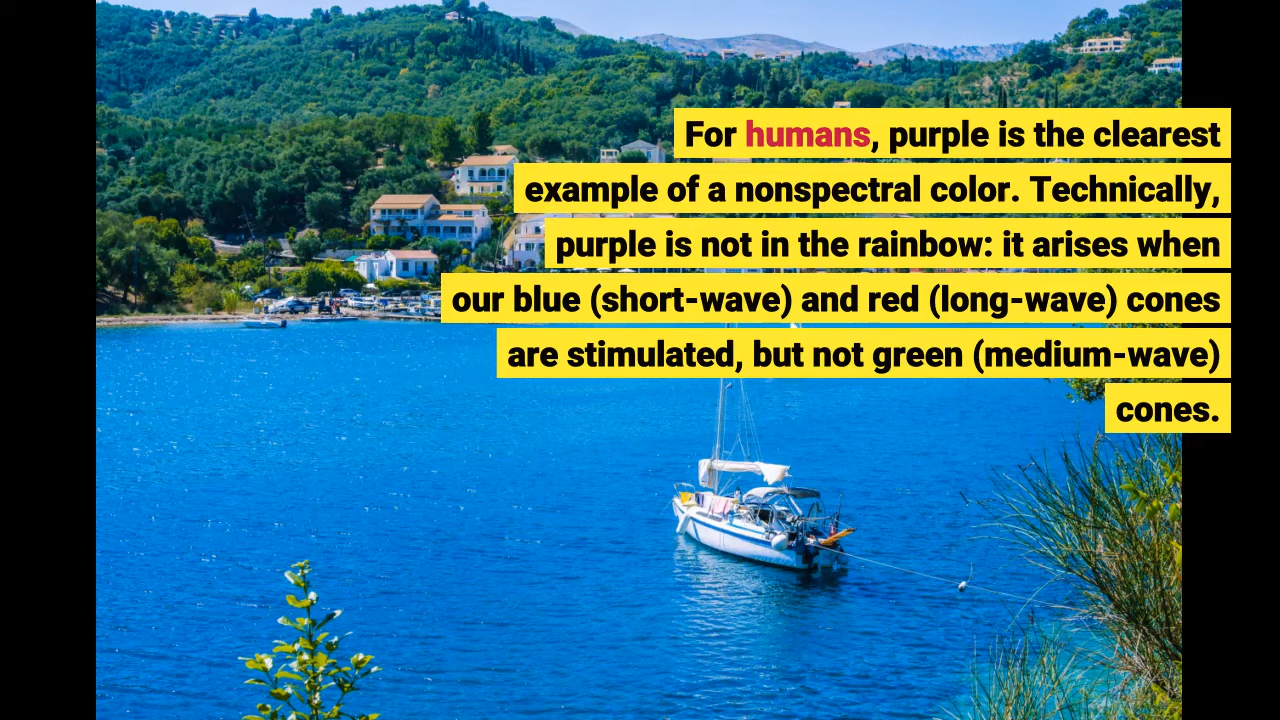 For humans, purple is the clearest
example of a nonspectral color. Technically,
purple is not in the rainbow: it arises when
our blue (short-wave) and red (long-wave) cones
are stimulated, but not green (medium-wave)
cones.